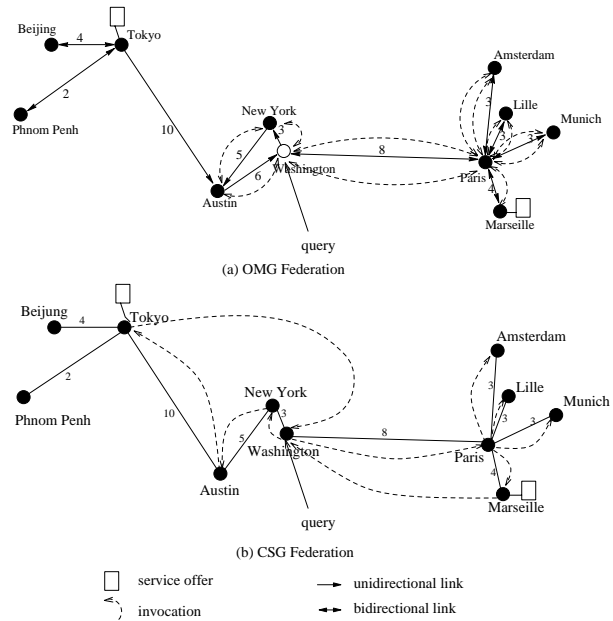 Beijing
4
Tokyo
2
Phnom Penh
10
New York
3
5
Washington
6
Austin
8
Amsterdam
3
Lille
3
Munich
3
Paris
4
Marseille
query
(a) OMG Federation
Beijung
4
Tokyo
2
Phnom Penh
10
New York
3
5
Washington
Austin
8
Amsterdam
3
Lille
3
Munich
3
Paris
4
Marseille
query
(b) CSG Federation
service offer
unidirectional link
invocation
bidirectional link